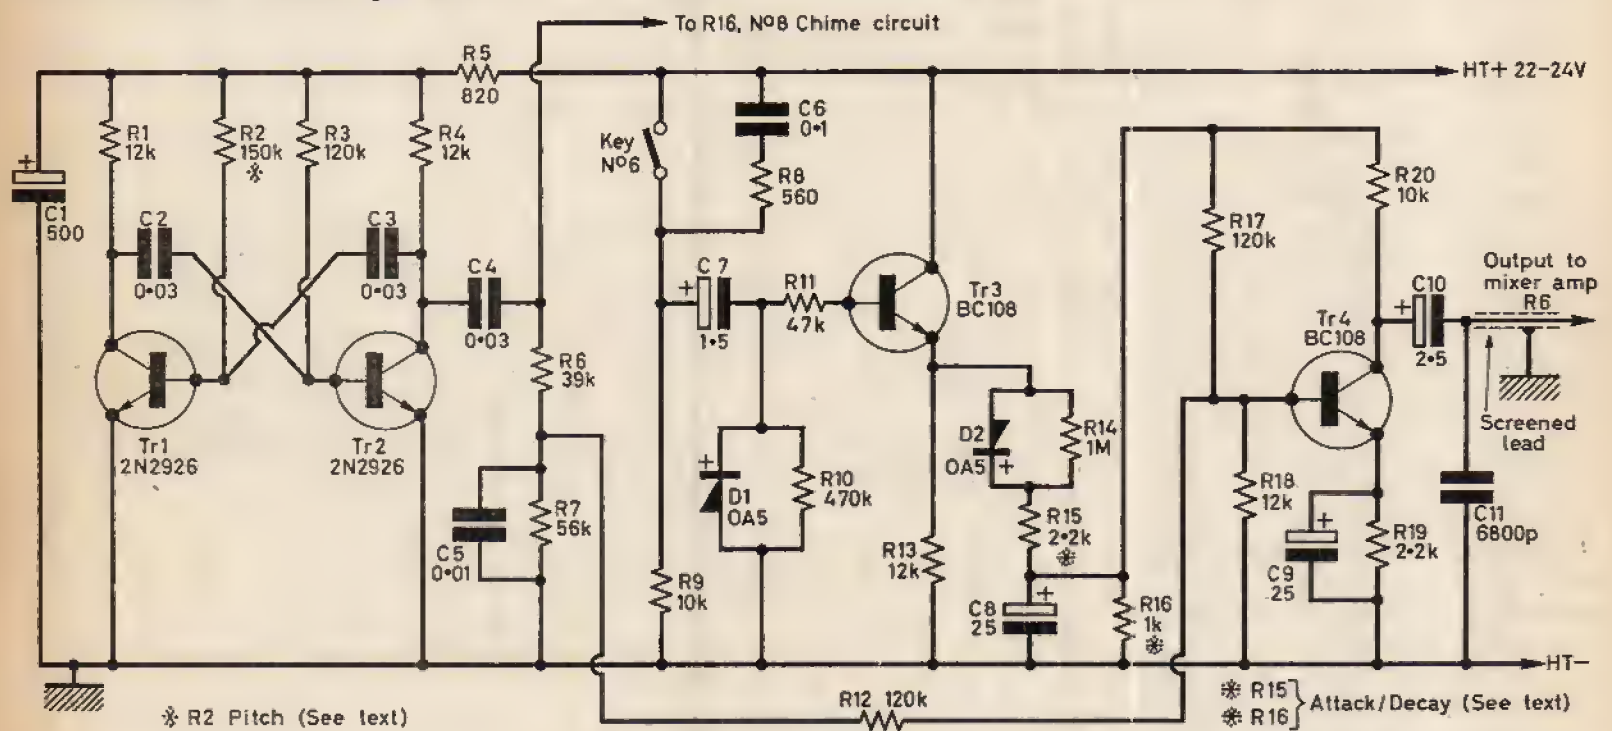 To R16, Nº8 Chime circuit
R5
820
HT+ 22-24V
R1
12k
R2
150k
※
R3
120k
R4
12k
Key
Nº6
C6
0·1
R8
560
R20
10k
+
C1
500
C2
0·03
C3
0·03
R17
120k
C4
0·03
+
C7
1·5
R11
47k
Tr3
BC108
Output to
mixer amp
R6
+
C10
2·5
Tr4
BC108
R6
39k
Tr1
2N2926
Tr2
2N2926
+
D1
OA5
R10
470k
D2
OA5
+
R14
1M
Screened
lead
R7
56k
C5
0·01
R15
2·2k
※
R18
12k
+
C9
25
R19
2·2k
C11
6800p
R9
10k
R13
12k
+
C8
25
R16
1k
※
HT-
R12 120k
※ R2 Pitch (See text)
※ R15
※ R16
Attack/Decay (See text)